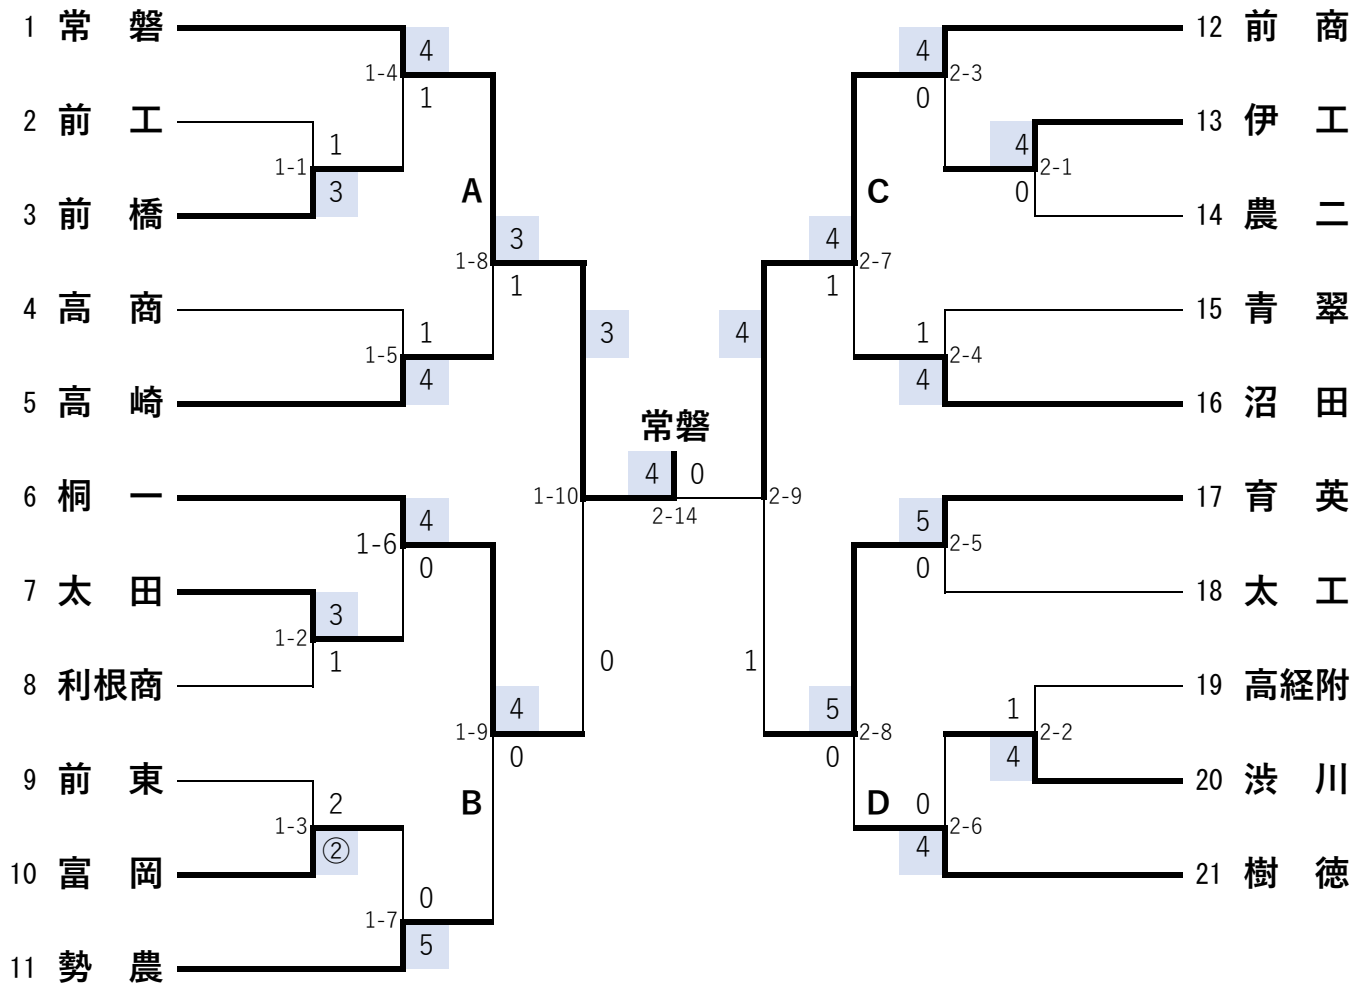 1 常 磐
4
1-4
1
2 前 工
1
1-1
3
3 前 橋
A
3
1-8
1
4 高 商
1
1-5
4
5 高 崎
3
常磐
4 0
1-10
2-14
6 桐 一
4
1-6
0
7 太 田
3
1-2
1
8 利根商
0
4
1-9
0
9 前 東
2
1-3
②
10 富 岡
B
0
1-7
5
11 勢 農
12 前 商
4
2-3
0
13 伊 工
4
2-1
0
14 農 二
C
4
2-7
1
15 青 翠
1
2-4
4
16 沼 田
4
2-9
17 育 英
5
2-5
0
18 太 工
1
5
2-8
0
19 高経附
1
2-2
4
20 渋 川
D
0
2-6
4
21 樹 徳